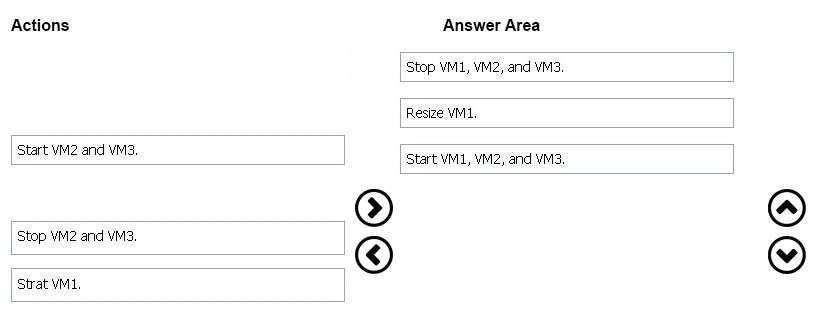 Actions
Answer Area
Stop VM1, VM2, and VM3.
Resize VM1.
Start VM2 and VM3.
Start VM1, VM2, and VM3.
Stop VM2 and VM3.
Strat VM1.